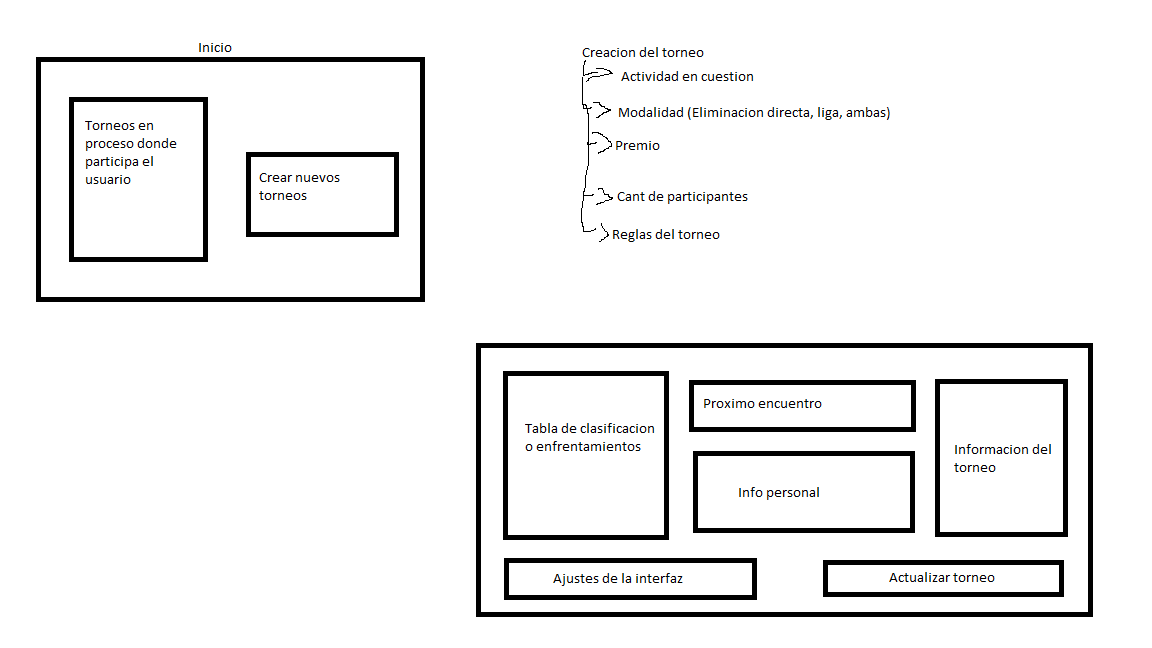 Inicio
Torneos en
proceso donde
participa el
usuario
Crear nuevos
torneos
Creacion del torneo
Actividad en cuestion
Modalidad (Eliminacion directa, liga, ambas)
Premio
Cant de participantes
Reglas del torneo
Tabla de clasificacion
o enfrentamientos
Proximo encuentro
Info personal
Informacion del
torneo
Ajustes de la interfaz
Actualizar torneo